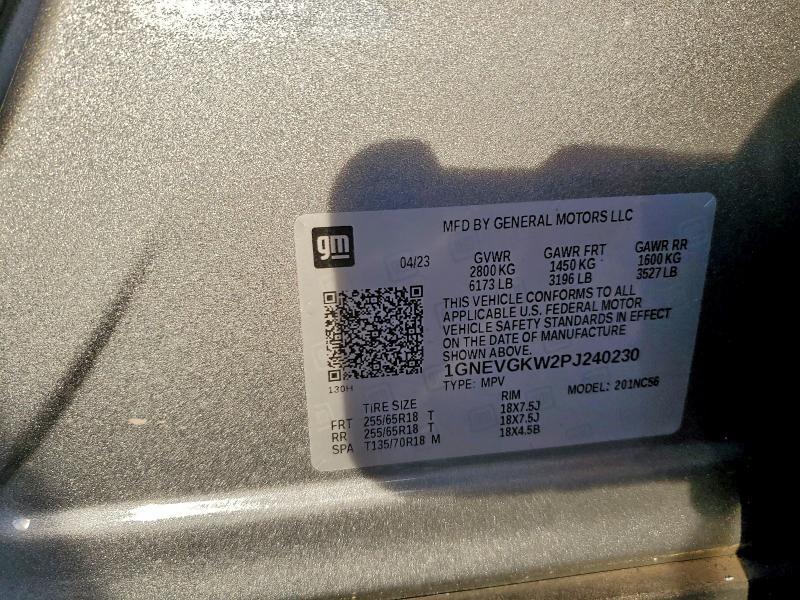 gm
MFD BY GENERAL MOTORS LLC
04/23
GVWR
2800 KG
6173 LB
GAWR FRT
1450 KG
3196 LB
GAWR RR
1600 KG
3527 LB
THIS VEHICLE CONFORMS TO ALL
APPLICABLE U.S. FEDERAL MOTOR
VEHICLE SAFETY STANDARDS IN EFFECT
ON THE DATE OF MANUFACTURE
SHOWN ABOVE.
1GNEVGKW2PJ240230
130H
TYPE: MPV
MODEL: 201NC56
TIRE SIZE RIM
FRT 255/65R18 T 18X7.5J
RR 255/65R18 T 18X7.5J
SPA T135/70R18 M 18X4.5B